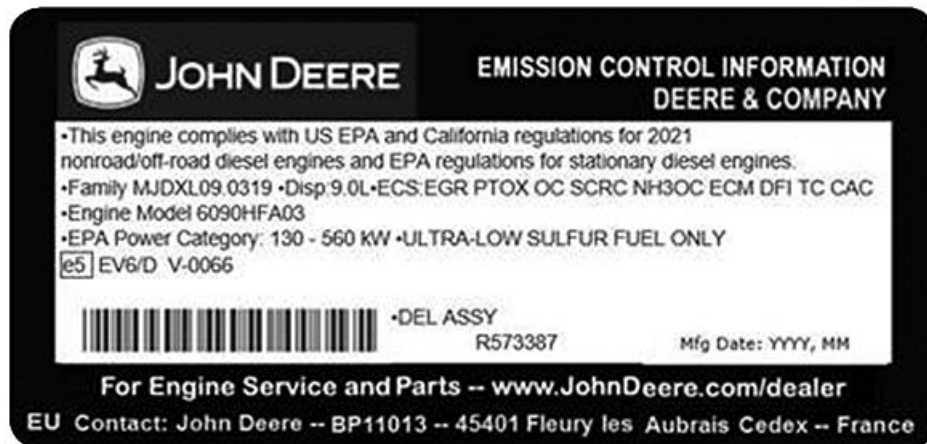 JOHN DEERE
EMISSION CONTROL INFORMATION
DEERE & COMPANY
•This engine complies with US EPA and California regulations for 2021
nonroad/off-road diesel engines and EPA regulations for stationary diesel engines.
•Family MJDXL09.0319 •Disp:9.0L•ECS:EGR PTOX OC SCRC NH3OC ECM DFI TC CAC
•Engine Model 6090HFA03
•EPA Power Category: 130 - 560 kW •ULTRA-LOW SULFUR FUEL ONLY
e5 EV6/D V-0066
•DEL ASSY
R573387 Mfg Date: YYYY, MM
For Engine Service and Parts -- www.JohnDeere.com/dealer
EU Contact: John Deere -- BP11013 -- 45401 Fleury les Aubrais Cedex -- France